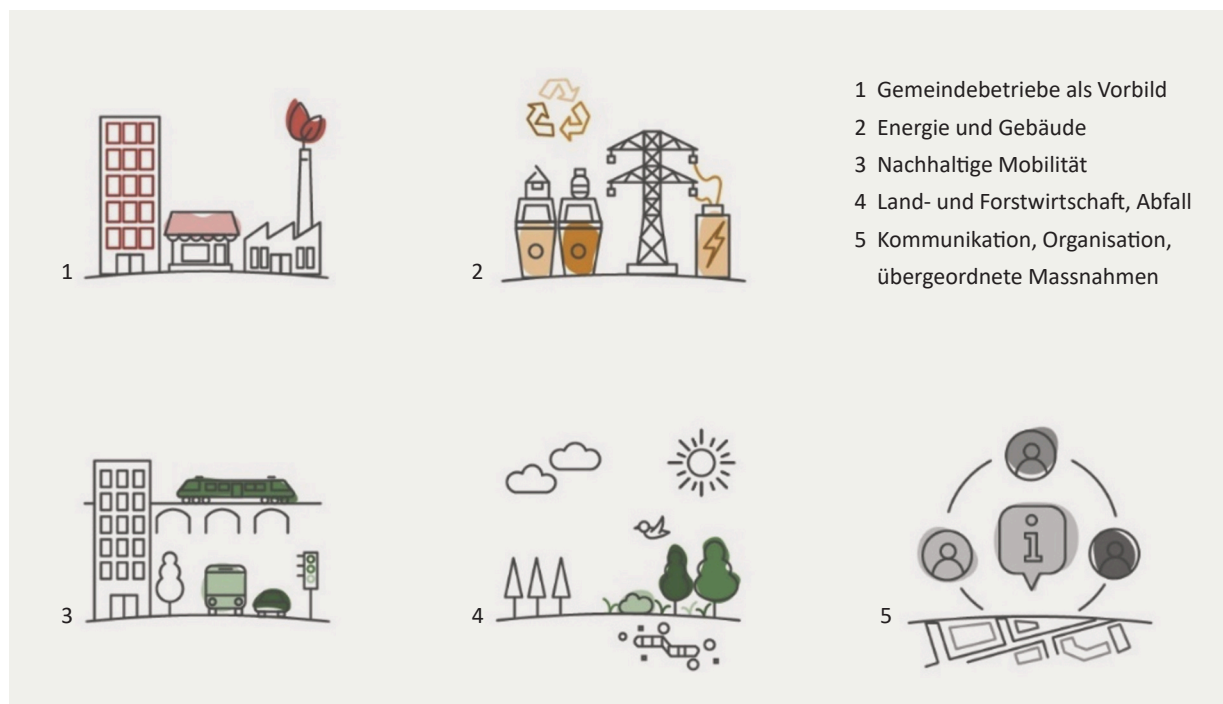 1 Gemeindebetriebe als Vorbild
2 Energie und Gebäude
3 Nachhaltige Mobilität
4 Land- und Forstwirtschaft, Abfall
5 Kommunikation, Organisation,
übergeordnete Massnahmen
1
2
3
4
5
i